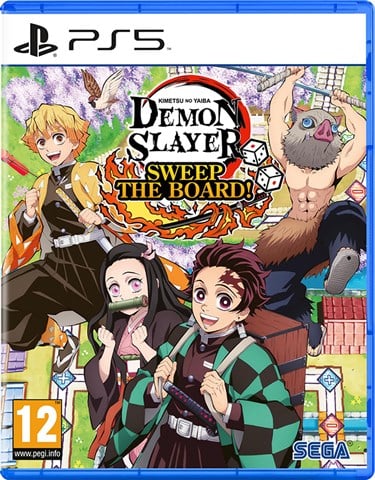 PS5
KIMETSU NO YAIBA
DEMON
SLAYER
SWEEP
THE BOARD!
12
www.pegi.info
SEGA